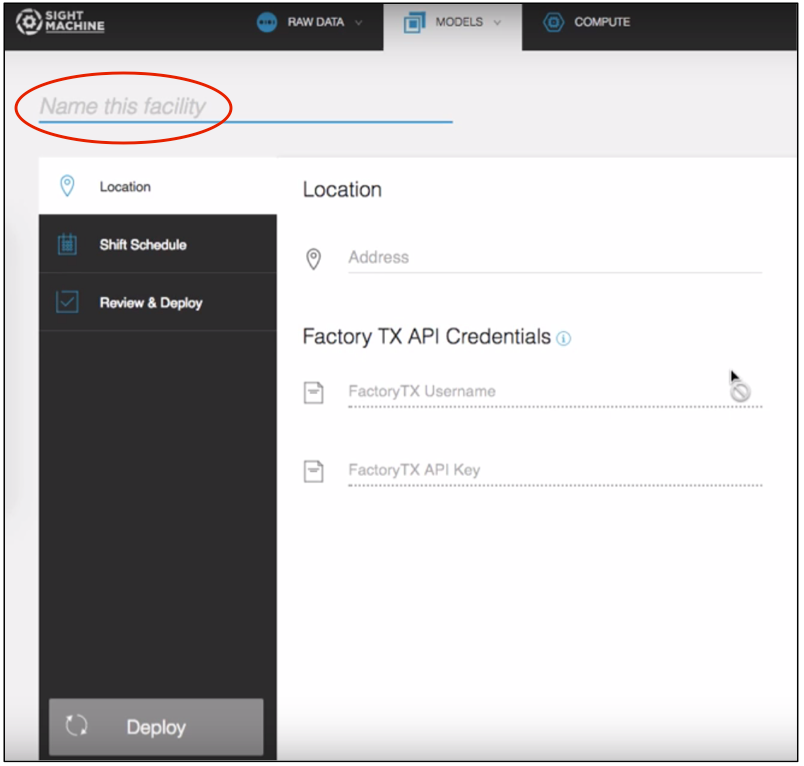 SIGHT
MACHINE
RAW DATA
MODELS
COMPUTE
Name this facility
Location
Shift Schedule
Review & Deploy
Deploy
Location
Address
Factory TX API Credentials
FactoryTX Username
FactoryTX API Key